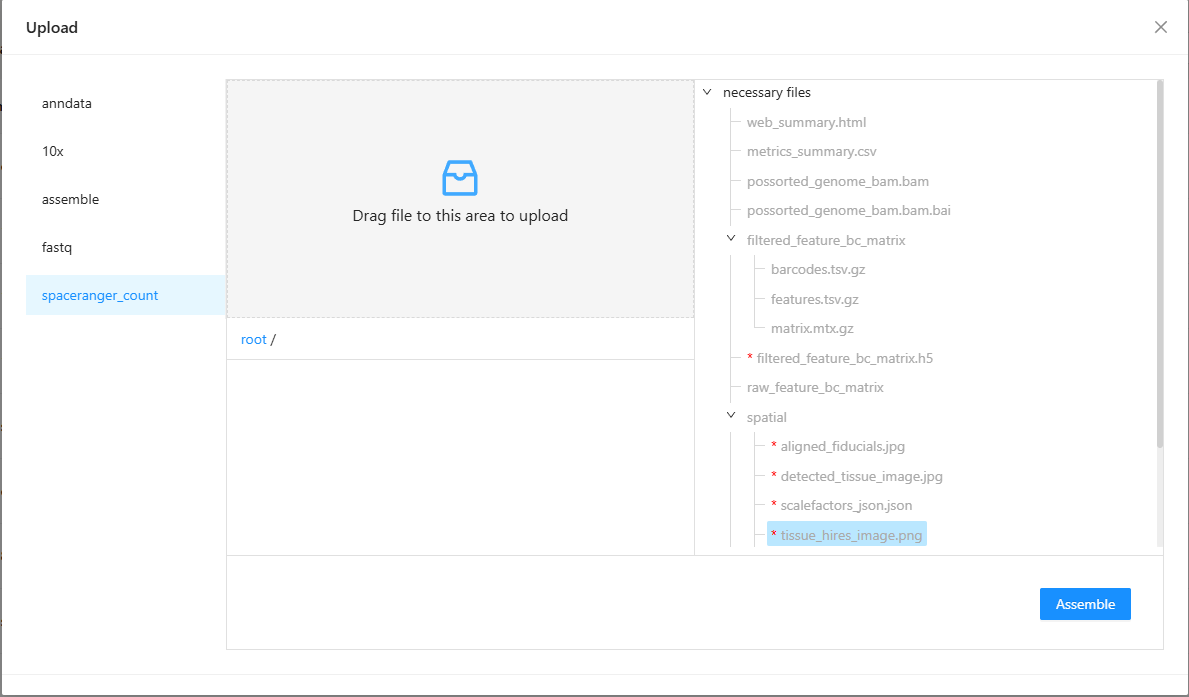 Upload
anndata
10x
assemble
fastq
spaceranger_count
Drag file to this area to upload
root /
necessary files
web_summary.html
metrics_summary.csv
possorted_genome_bam.bam
possorted_genome_bam.bam.bai
filtered_feature_bc_matrix
barcodes.tsv.gz
features.tsv.gz
matrix.mtx.gz
* filtered_feature_bc_matrix.h5
raw_feature_bc_matrix
spatial
* aligned_fiducials.jpg
* detected_tissue_image.jpg
* scalefactors_json.json
* tissue_hires_image.png
Assemble